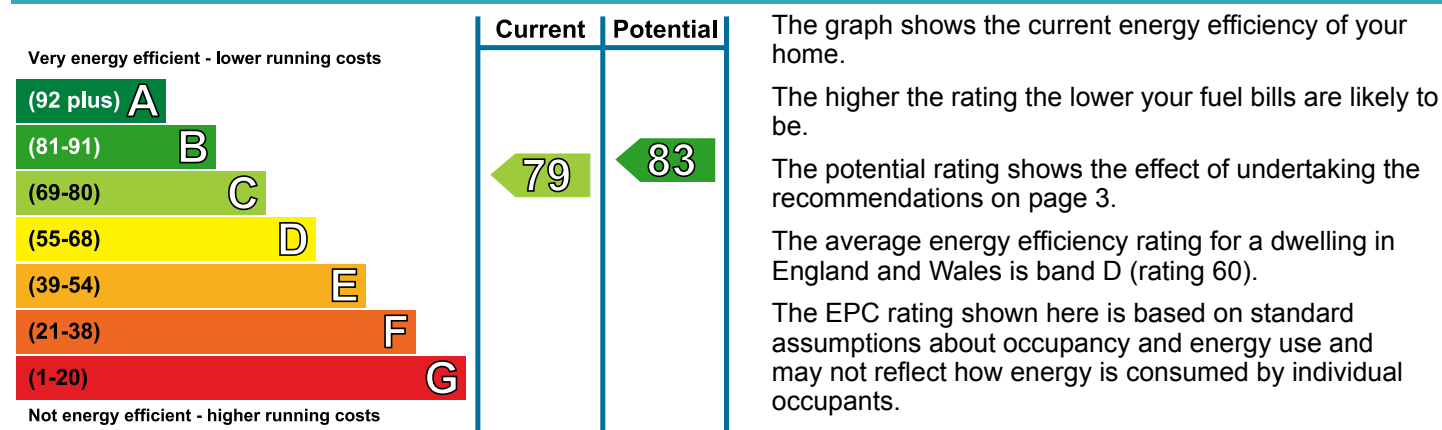 Current Potential
Very energy efficient - lower running costs
(92 plus) A
(81-91) B
(69-80) C
(55-68) D
(39-54) E
(21-38) F
(1-20) G
Not energy efficient - higher running costs
79
83
The graph shows the current energy efficiency of your
home.
The higher the rating the lower your fuel bills are likely to
be.
The potential rating shows the effect of undertaking the
recommendations on page 3.
The average energy efficiency rating for a dwelling in
England and Wales is band D (rating 60).
The EPC rating shown here is based on standard
assumptions about occupancy and energy use and
may not reflect how energy is consumed by individual
occupants.